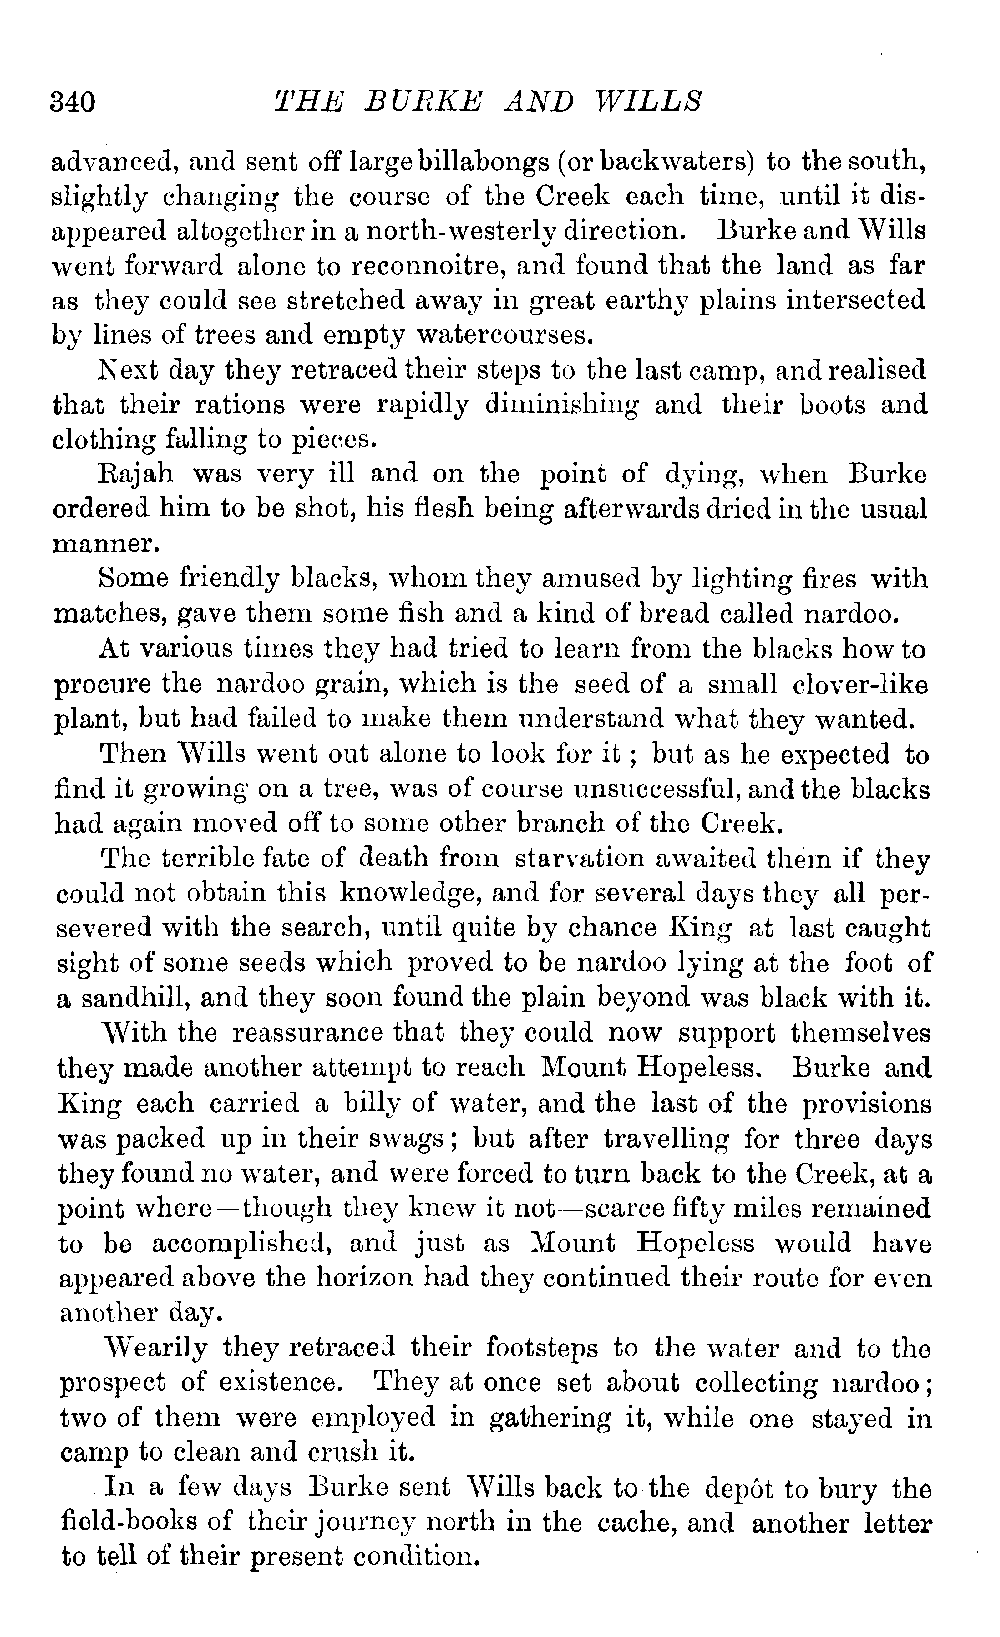 340 THE BURKE AND WILLS
advanced, and sent off large billabongs (or backwaters) to the south,
slightly changing the course of the Creek each time, until it dis-
appeared altogether in a north-westerly direction. Burke and Wills
went forward alone to reconnoitre, and found that the land as far
as they could see stretched away in great earthy plains intersected
by lines of trees and empty watercourses.
Next day they retraced their steps to the last camp, and realised
that their rations were rapidly diminishing and their boots and
clothing falling to pieces.
Rajah was very ill and on the point of dying, when Burke
ordered him to be shot, his flesh being afterwards dried in the usual
manner.
Some friendly blacks, whom they amused by lighting fires with
matches, gave them some fish and a kind of bread called nardoo.
At various times they had tried to learn from the blacks how to
procure the nardoo grain, which is the seed of a small clover-like
plant, but had failed to make them understand what they wanted.
Then Wills went out alone to look for it; but as he expected to
find it growing on a tree, was of course unsuccessful, and the blacks
had again moved off to some other branch of the Creek.
The terrible fate of death from starvation awaited them if they
could not obtain this knowledge, and for several days they all per-
severed with the search, until quite by chance King at last caught
sight of some seeds which proved to be nardoo lying at the foot of
a sandhill, and they soon found the plain beyond was black with it.
With the reassurance that they could now support themselves
they made another attempt to reach Mount Hopeless. Burke and
King each carried a billy of water, and the last of the provisions
was packed up in their swags; but after travelling for three days
they found no water, and were forced to turn back to the Creek, at a
point where—though they knew it not—scarce fifty miles remained
to be accomplished, and just as Mount Hopeless would have
appeared above the horizon had they continued their route for even
another day.
Wearily they retraced their footsteps to the water and to the
prospect of existence. They at once set about collecting nardoo;
two of them were employed in gathering it, while one stayed in
camp to clean and crush it.
In a few days Burke sent Wills back to the depôt to bury the
field-books of their journey north in the cache, and another letter
to tell of their present condition.